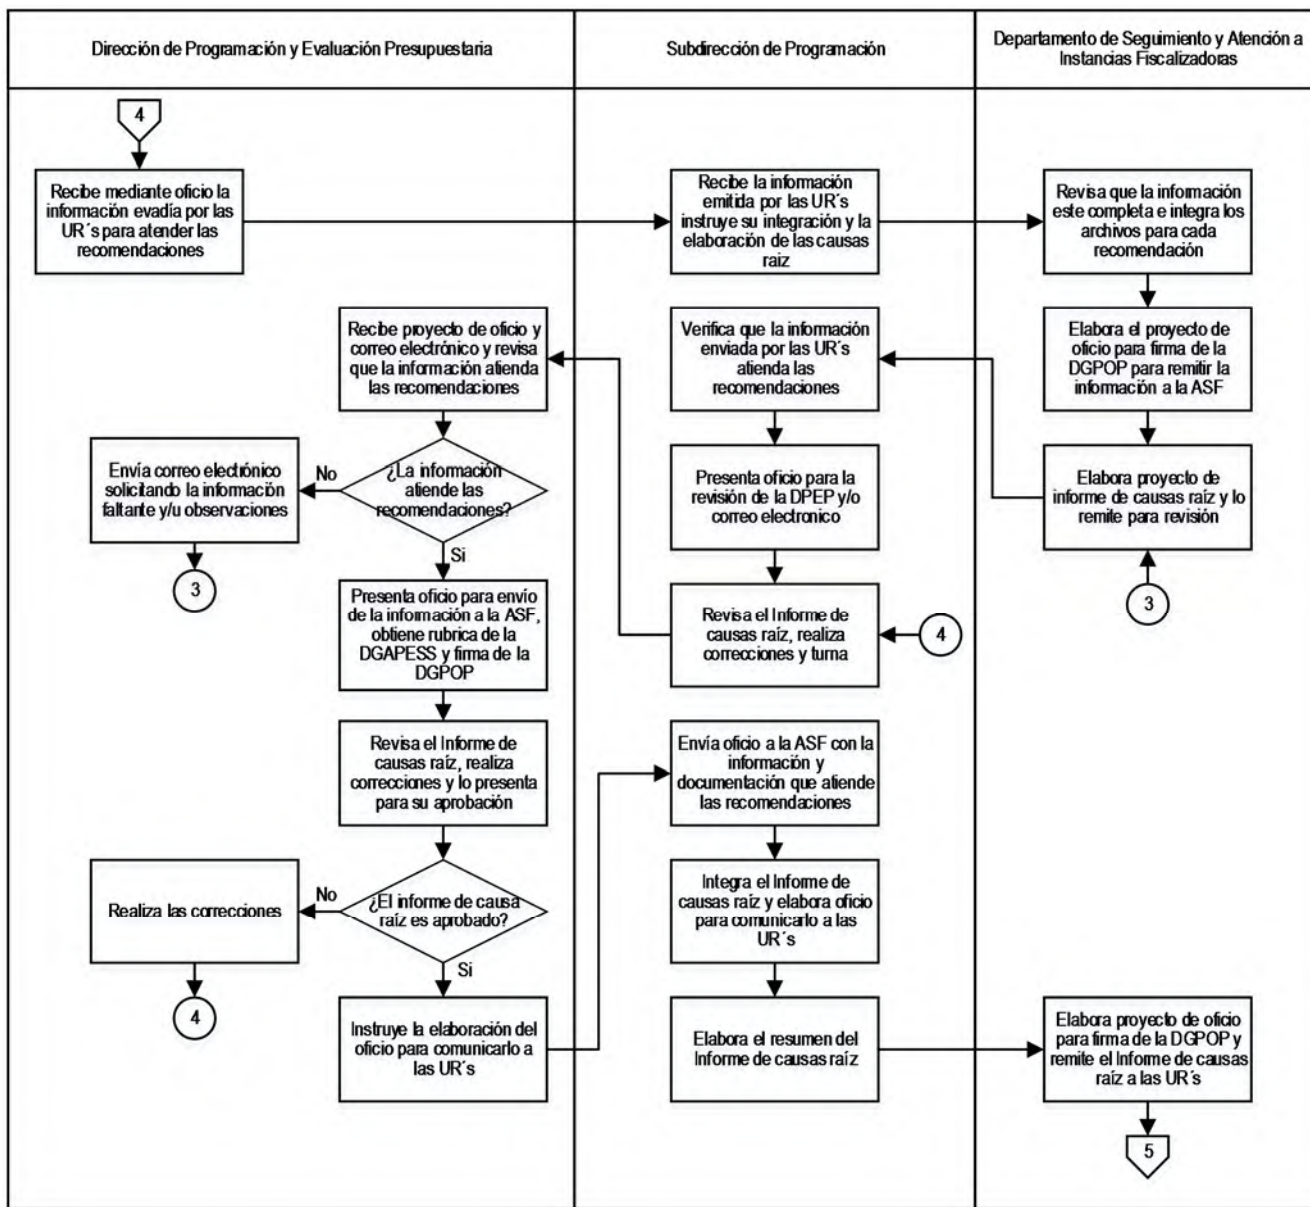 Dirección de Programación y Evaluación Presupuestaria
Subdirección de Programación
Departamento de Seguimiento y Atención a
Instancias Fiscalizadoras
4
Recibe mediante oficio la
información evadía por las
UR´s para atender las
recomendaciones
Recibe la información
emitida por las UR´s
instruye su integración y la
elaboración de las causas
raiz
Revisa que la información
este completa e integra los
archivos para cada
recomendación
Recibe proyecto de oficio y
correo electrónico y revisa
que la información atienda
las recomendaciones
Verifica que la información
enviada por las UR´s
atienda las
recomendaciones
Elabora el proyecto de
oficio para firma de la
DGPOP para remitir la
información a la ASF
Envía correo electrónico
solicitando la información
faltante y/u observaciones
No
¿La información
atiende las
recomendaciones?
Si
Presenta oficio para la
revisión de la DPEP y/o
correo electronico
Elabora proyecto de
informe de causas raíz y lo
remite para revisión
3
3
Presenta oficio para envío
de la información a la ASF,
obtiene rubrica de la
DGAPESS y firma de la
DGPOP
Revisa el Informe de
causas raíz, realiza
correcciones y turna
4
Revisa el Informe de
causas raíz, realiza
correcciones y lo presenta
para su aprobación
Envía oficio a la ASF con la
información y
documentación que atiende
las recomendaciones
Realiza las correcciones
No
¿El informe de causa
raíz es aprobado?
Si
Integra el Informe de
causas raíz y elabora oficio
para comunicarlo a las
UR´s
4
Instruye la elaboración del
oficio para comunicarlo a
las UR´s
Elabora el resumen del
Informe de causas raíz
Elabora proyecto de oficio
para firma de la DGPOP y
remite el Informe de causas
raíz a las UR´s
5